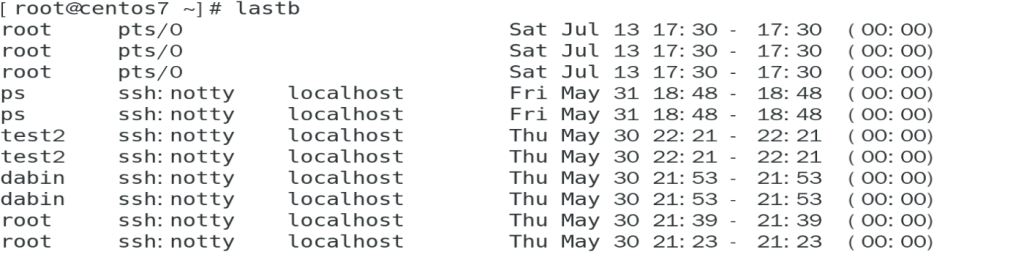 [root@centos7 ~]# lastb
root pts/0 Sat Jul 13 17:30 - 17:30 (00:00)
root pts/0 Sat Jul 13 17:30 - 17:30 (00:00)
root pts/0 Sat Jul 13 17:30 - 17:30 (00:00)
ps ssh:notty localhost Fri May 31 18:48 - 18:48 (00:00)
ps ssh:notty localhost Fri May 31 18:48 - 18:48 (00:00)
test2 ssh:notty localhost Thu May 30 22:21 - 22:21 (00:00)
test2 ssh:notty localhost Thu May 30 22:21 - 22:21 (00:00)
dabin ssh:notty localhost Thu May 30 21:53 - 21:53 (00:00)
dabin ssh:notty localhost Thu May 30 21:53 - 21:53 (00:00)
root ssh:notty localhost Thu May 30 21:39 - 21:39 (00:00)
root ssh:notty localhost Thu May 30 21:23 - 21:23 (00:00)